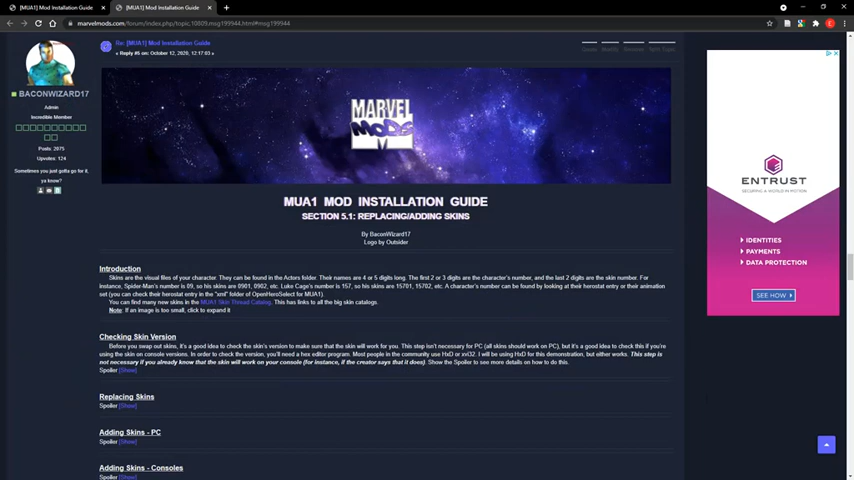 [MUA1] Mod Installation Guide
[MUA1] Mod Installation Guide
marvelmods.com/forum/index.php/topic,10809.msg199944.html#msg199944
Re: [MUA1] Mod Installation Guide
« Reply #5 on: October 12, 2020, 12:17:03 »
BACONWIZARD17
Admin
Incredible Member
Posts: 2075
Upvotes: 124
Sometimes you just gotta go for it,
ya know?
MARVEL
MODS
MUA1 MOD INSTALLATION GUIDE
SECTION 5.1: REPLACING/ADDING SKINS
By BaconWizard17
Logo by Outsider
Introduction
Skins are the visual files of your character. They can be found in the Actors folder. Their names are 4 or 5 digits long. The first 2 or 3 digits are the character's number, and the last 2 digits are the skin number. For
instance, Spider-Man's number is 09, so his skins are 0901, 0902, etc. Luke Cage's number is 157, so his skins are 15701, 15702, etc. A character's number can be found by looking at their herostat entry or their animation
set (you can check their herostat entry in the "xml" folder of OpenHeroSelect for MUA1).
You can find many new skins in the MUA1 Skin Thread Catalog. This has links to all the big skin catalogs.
Note: If an image is too small, click to expand it
Checking Skin Version
Before you swap out skins, it's a good idea to check the skin's version to make sure that the skin will work for you. This step isn't necessary for PC (all skins should work on PC), but it's a good idea to check this if you're
using the skin on console versions. In order to check the version, you'll need a hex editor program. Most people in the community use HxD or xvi32. I will be using HxD for this demonstration, but either works. This step is
not necessary if you already know that the skin will work on your console (for instance, if the creator says that it does). Show the Spoiler to see more details on how to do this.
Spoiler [Show]
Replacing Skins
Spoiler [Show]
Adding Skins - PC
Spoiler [Show]
Adding Skins - Consoles
Spoiler [Show]
ENTRUST
SECURING A WORLD IN MOTION
IDENTITIES
PAYMENTS
DATA PROTECTION
SEE HOW